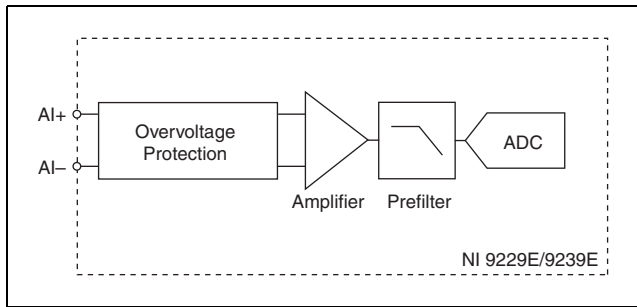 AI+
AI–
Overvoltage
Protection
Amplifier
Prefilter
ADC
NI 9229E/9239E